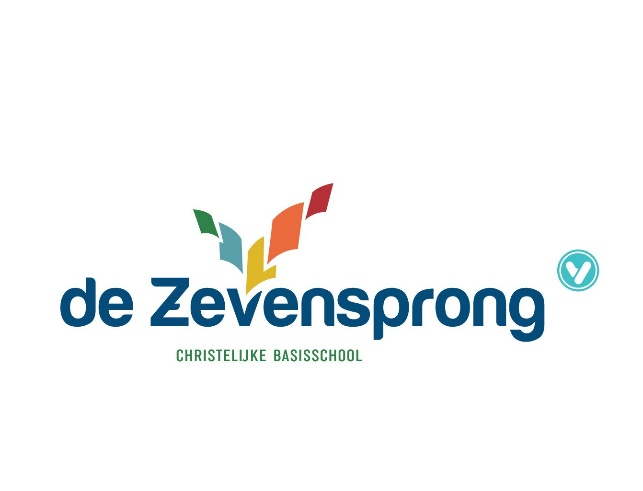 de Zevensprong
CHRISTELIJKE BASISSCHOOL